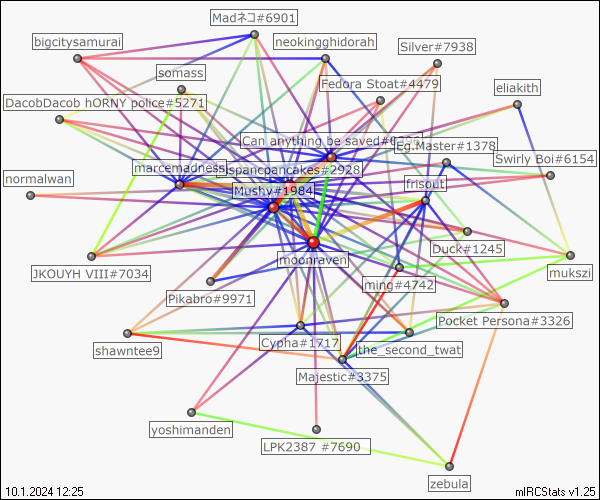 Madネコ#6901
bigcitysamurai
neokingghidorah
Silver#7938
somass
Fedora Stoat#4479
eliakith
DacobDacob hORNY police#5271
Can anything be saved
Eg.Master#1378
Swirly Boi#6154
marcemadness
jspancpancakes#2928
normalwan
Mushy#1984
frisout
Duck#1245
moonraven
JKOUYH VIII#7034
mukszi
ming#4742
Pikabro#9971
Pocket Persona#3326
Cypha#1717
shawntee9
the_second_twat
Majestic#3375
yoshimanden
LPK2387 #7690
zebula
10.1.2024 12:25
mIRCStats v1.25